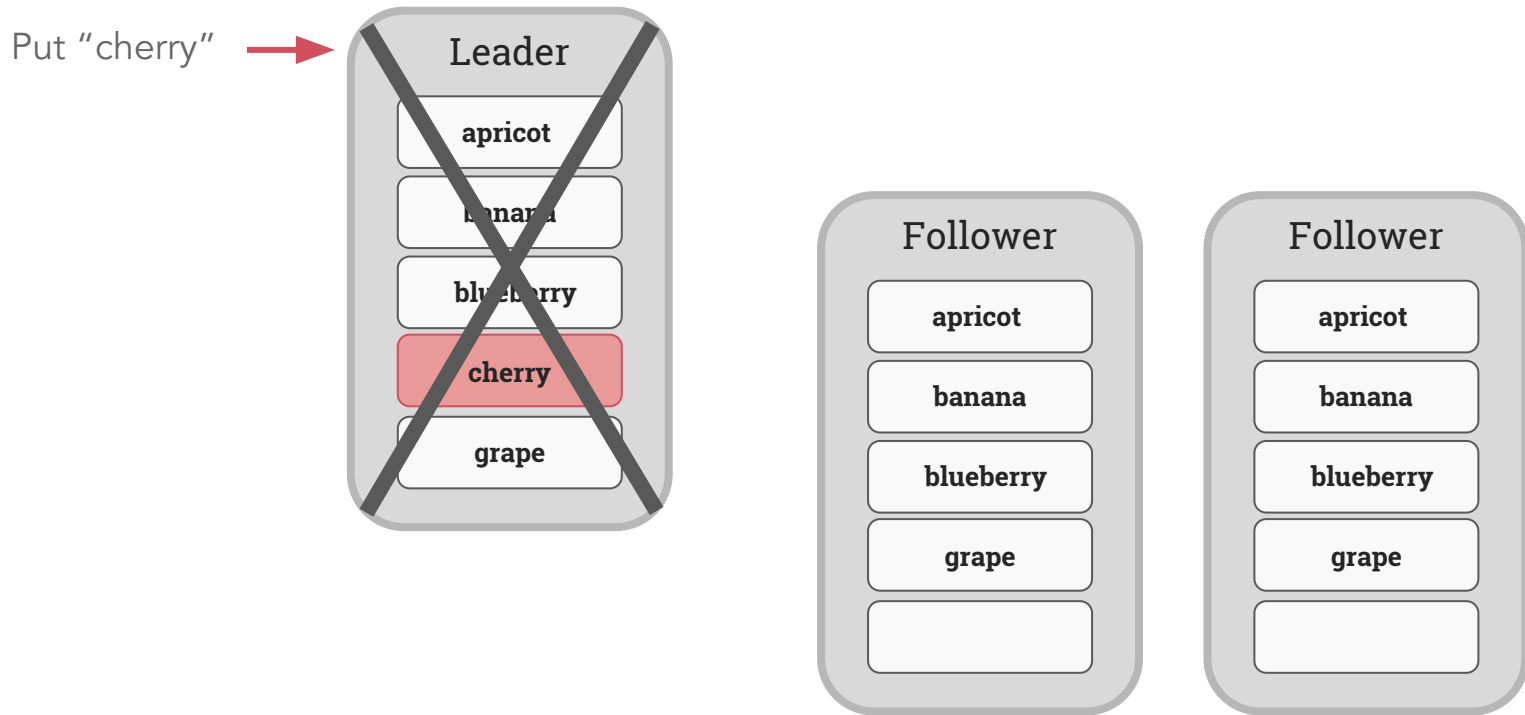 Put “cherry”
Leader
apricot
banana
blueberry
cherry
grape
Follower
apricot
banana
blueberry
grape
Follower
apricot
banana
blueberry
grape